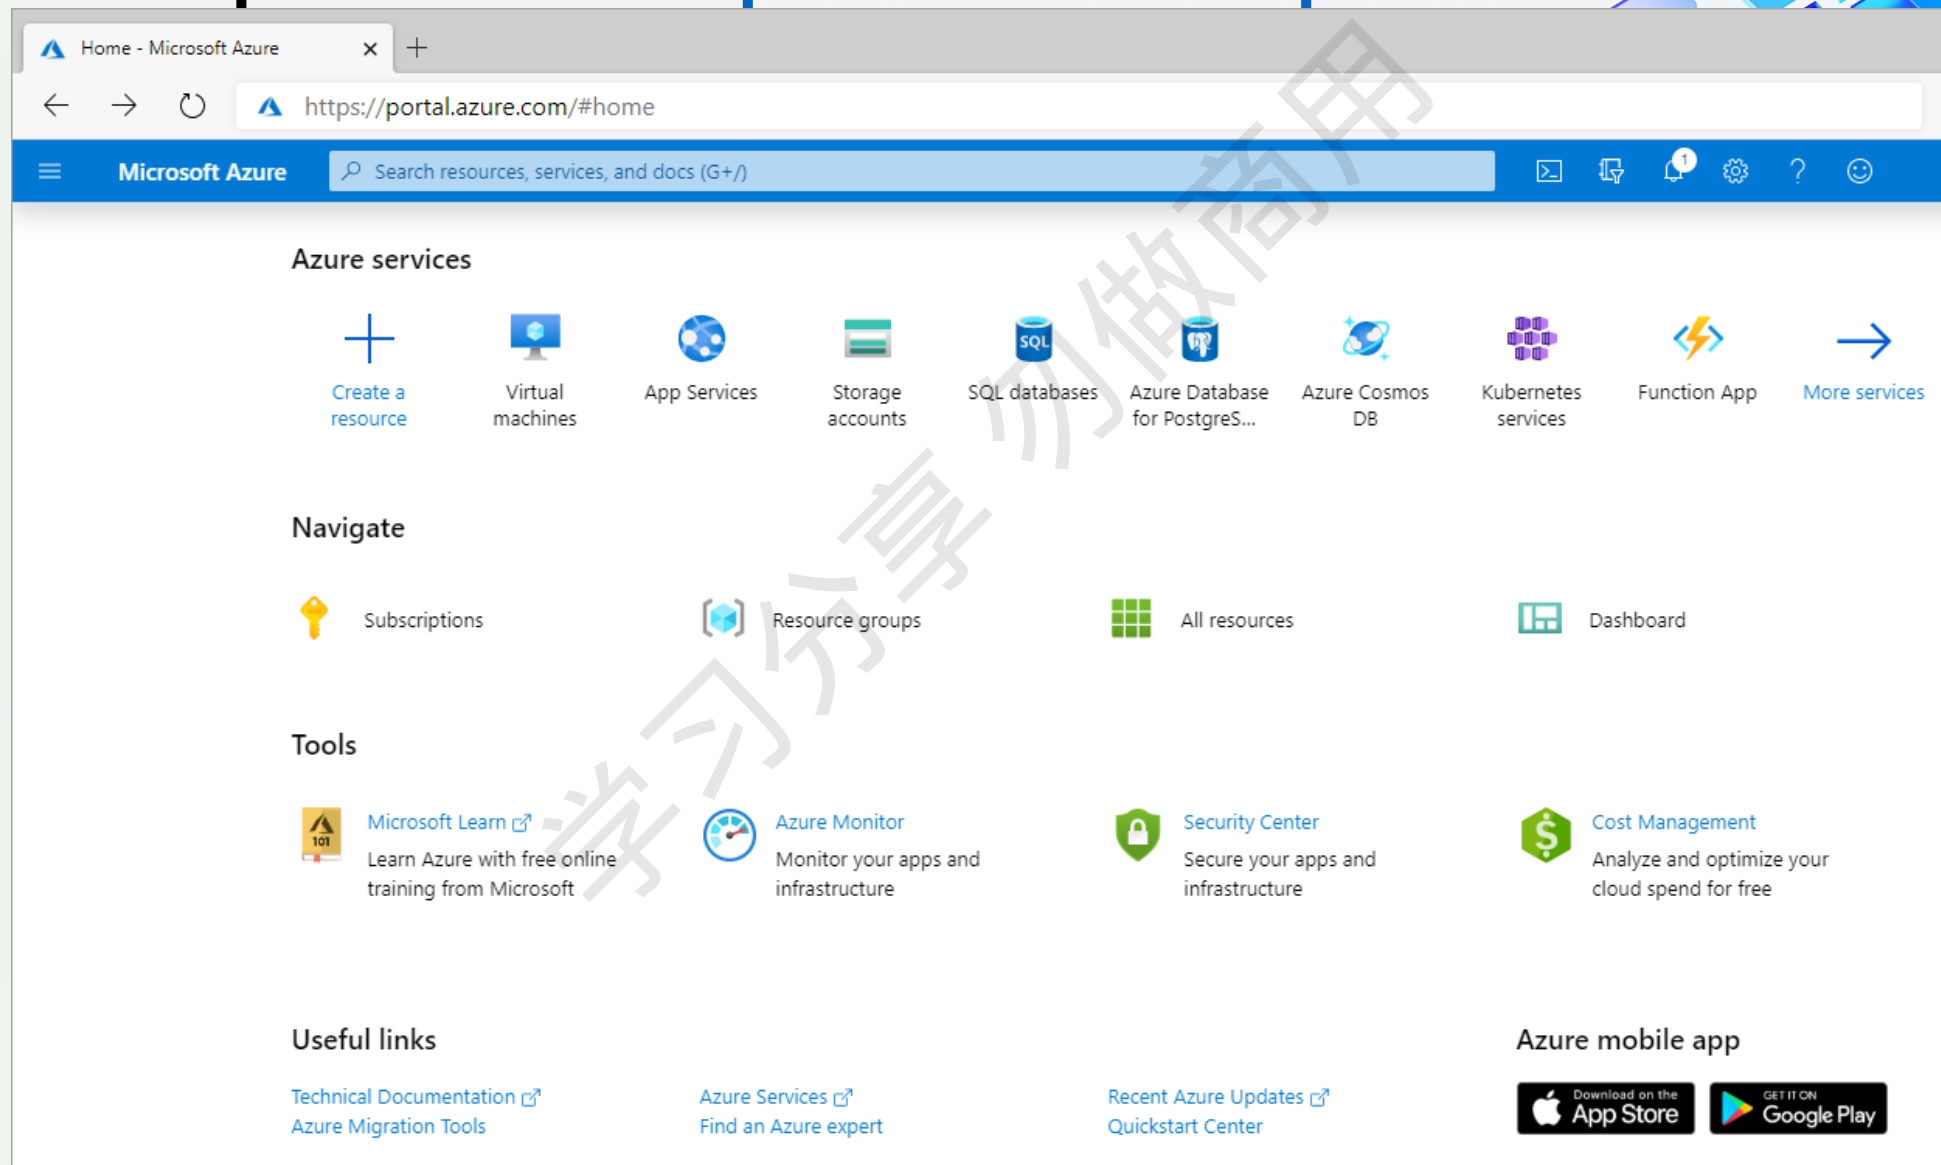 Home - Microsoft Azure
https://portal.azure.com/#home
Microsoft Azure
Search resources, services, and docs (G+/)
1
Azure services
Create a
resource
Virtual
machines
App Services
Storage
accounts
SQL
SQL databases
Azure Database
for PostgreS...
Azure Cosmos
DB
Kubernetes
services
Function App
More services
Navigate
Subscriptions
Resource groups
All resources
Dashboard
Tools
101
Microsoft Learn
Learn Azure with free online
training from Microsoft
Azure Monitor
Monitor your apps and
infrastructure
Security Center
Secure your apps and
infrastructure
Cost Management
Analyze and optimize your
cloud spend for free
Useful links
Technical Documentation
Azure Migration Tools
Azure Services
Find an Azure expert
Recent Azure Updates
Quickstart Center
Azure mobile app
Download on the
App Store
GET IT ON
Google Play
学习分享 勿做商用